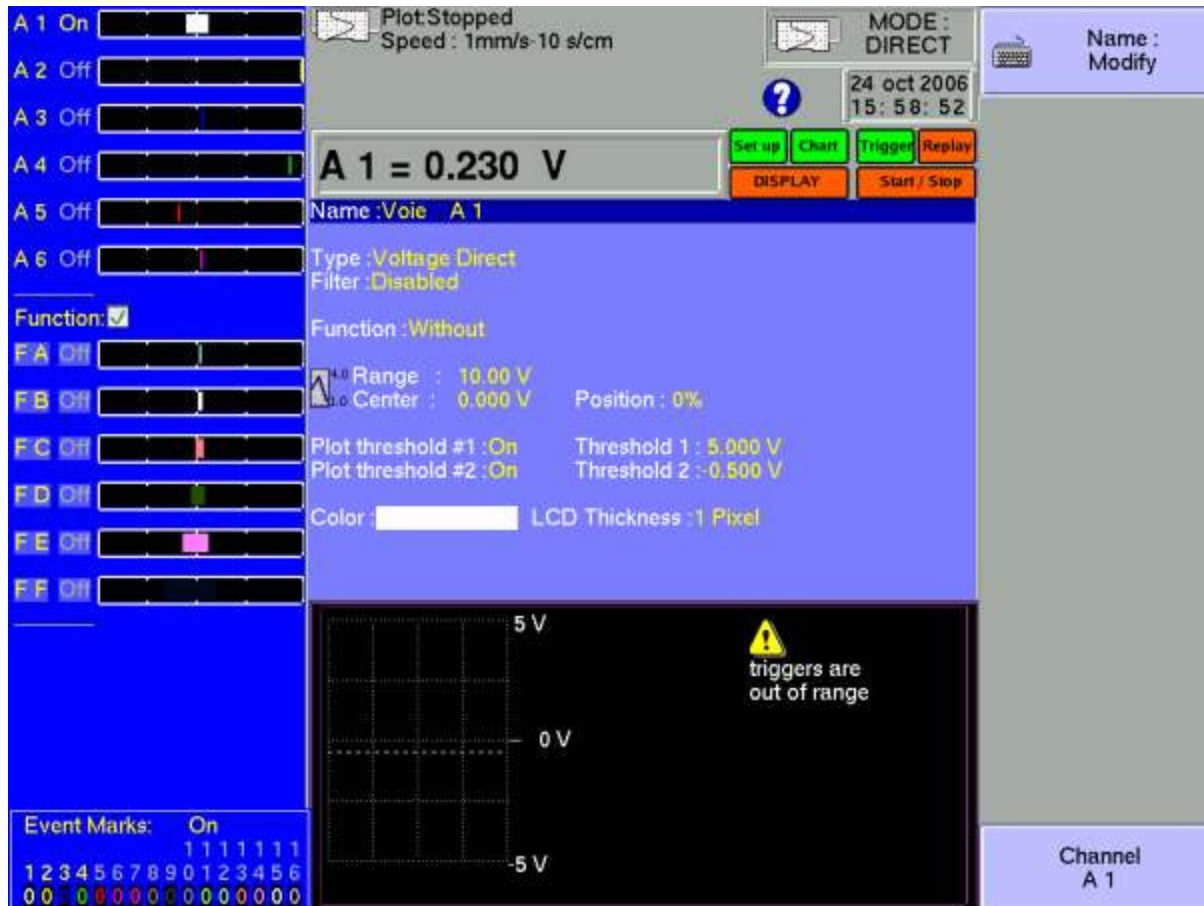 A 1 On
A 2 Off
A 3 Off
A 4 Off
A 5 Off
A 6 Off
Function:
F A Off
F B Off
F C Off
F D Off
F E Off
F F Off
Event Marks: On
1 1 1 1 1 1 1
1 2 3 4 5 6 7 8 9 0 1 2 3 4 5 6
0 0 0 0 0 0 0 0 0 0 0 0 0 0 0 0
Plot:Stopped
Speed : 1mm/s-10 s/cm
MODE :
DIRECT
?
24 oct 2006
15: 58: 52
A 1 = 0.230 V
Set up
Chart
Trigger
Replay
DISPLAY
Start / Stop
Name :Voie A 1
Type :Voltage Direct
Filter :Disabled
Function :Without
4.0
1.0
Range : 10.00 V
Center : 0.000 V Position : 0%
Plot threshold #1 :On Threshold 1 : 5.000 V
Plot threshold #2 :On Threshold 2 :-0.500 V
Color : LCD Thickness :1 Pixel
5 V
0 V
-5 V
triggers are
out of range
Name :
Modify
Channel
A 1